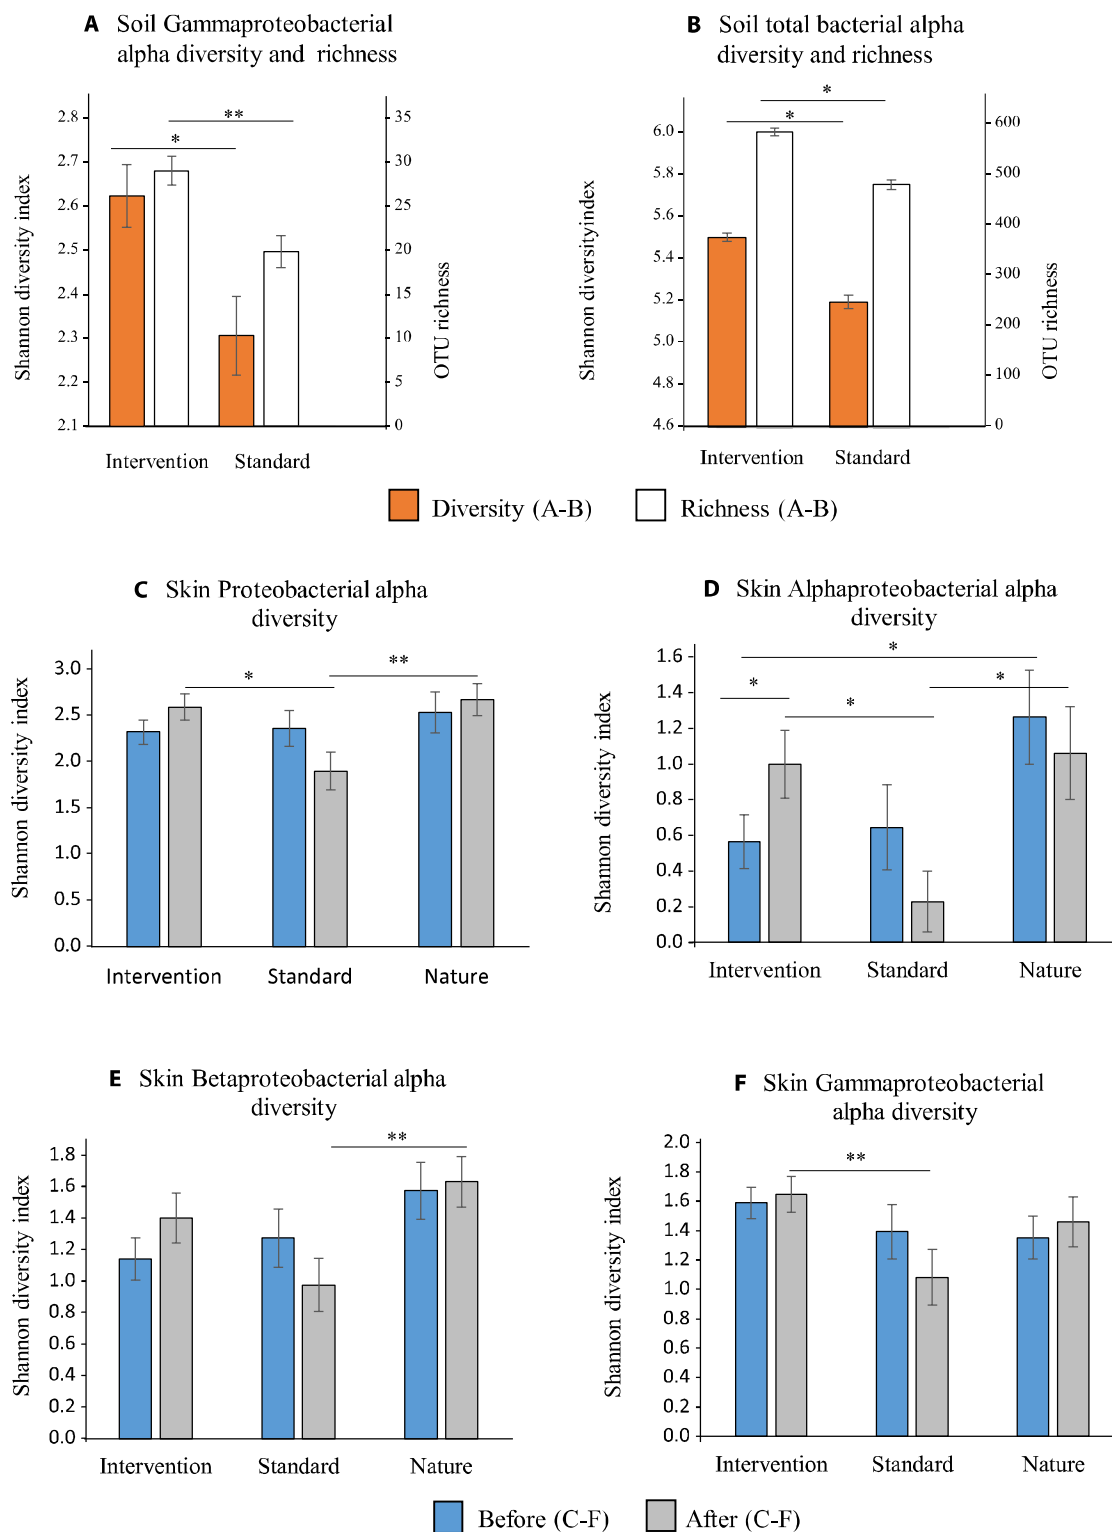 A Soil Gammaproteobacterial
alpha diversity and richness
Shannon diversity index
2.8
2.7
2.6
2.5
2.4
2.3
2.2
2.1
*
**
35
30
25
20
15
10
5
0
OTU richness
Intervention
Standard
B Soil total bacterial alpha
diversity and richness
Shannon diversityindex
6.0
5.8
5.6
5.4
5.2
5.0
4.8
4.6
*
*
600
500
400
300
200
100
0
OTU richness
Intervention
Standard
Diversity (A-B)
Richness (A-B)
C Skin Proteobacterial alpha
diversity
Shannon diversity index
3.0
2.5
2.0
1.5
1.0
0.5
0.0
*
**
Intervention
Standard
Nature
D Skin Alphaproteobacterial alpha
diversity
Shannon diversity index
1.6
1.4
1.2
1.0
0.8
0.6
0.4
0.2
0.0
*
*
*
*
Intervention
Standard
Nature
E Skin Betaproteobacterial alpha
diversity
Shannon diversity index
1.8
1.6
1.4
1.2
1.0
0.8
0.6
0.4
0.2
0.0
**
Intervention
Standard
Nature
F Skin Gammaproteobacterial
alpha diversity
Shannon diversity index
2.0
1.8
1.6
1.4
1.2
1.0
0.8
0.6
0.4
0.2
0.0
**
Intervention
Standard
Nature
Before (C-F)
After (C-F)